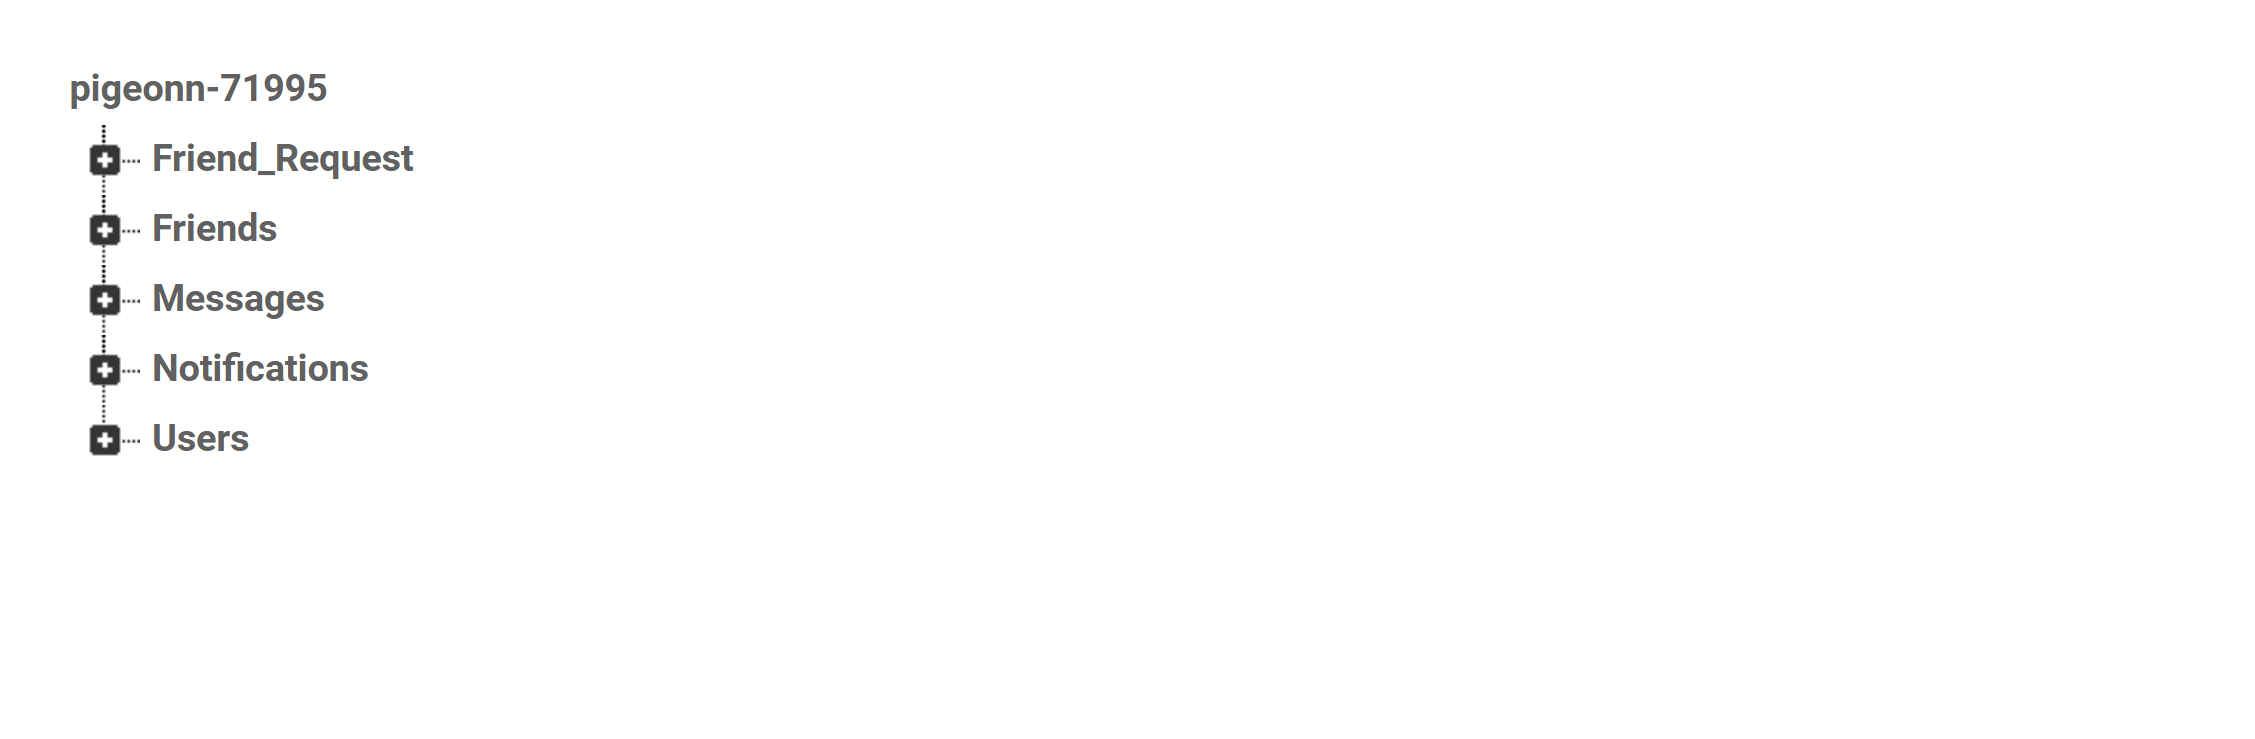 pigeonn-71995
Friend_Request
Friends
Messages
Notifications
Users